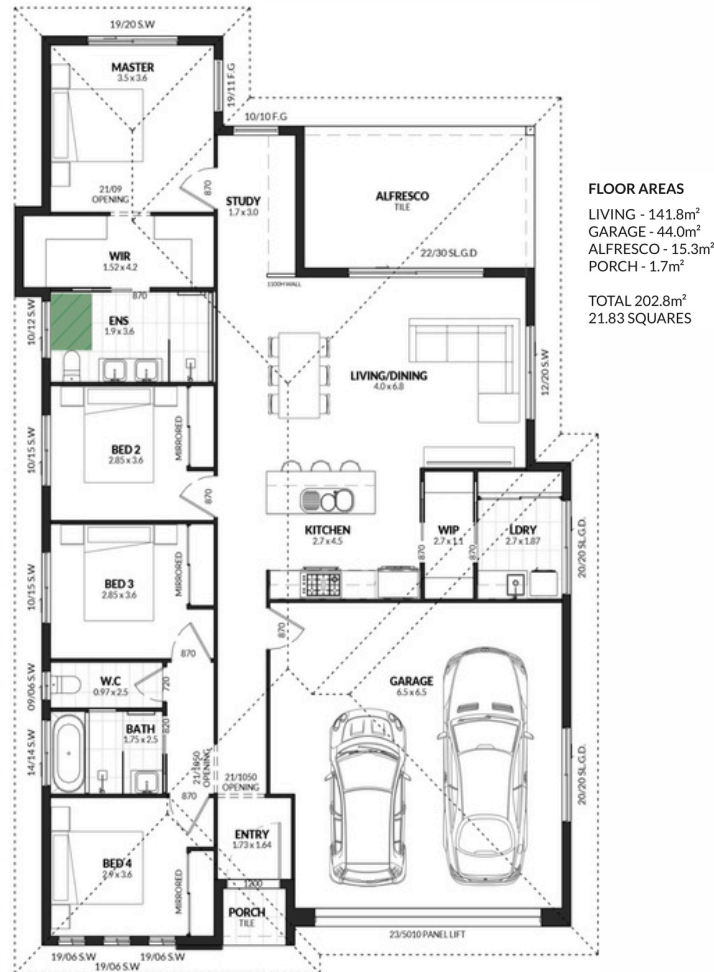 19/20 S.W
MASTER
3.5 x 3.6
19/11 F.G
10/10 F.G
870
21/09
OPENING
STUDY
1.7 x 3.0
ALFRESCO
TILE
FLOOR AREAS
LIVING - 141.8m²
GARAGE - 44.0m²
ALFRESCO - 15.3m²
PORCH - 1.7m²
TOTAL 202.8m²
21.83 SQUARES
WIR
1.52 x 4.2
22/30 SL.G.D
1100H WALL
870
10/12 S.W
ENS
1.9 x 3.6
LIVING/DINING
4.0 x 6.8
12/20 S.W
10/15 S.W
BED 2
2.85 x 3.6
MIRRORED
870
KITCHEN
2.7 x 4.5
WIP
2.7 x 1.1
LDRY
2.7 x 1.87
870
870
20/20 SL.G.D.
10/15 S.W
BED 3
2.85 x 3.6
MIRRORED
870
870
09/06 S.W
W.C
0.97 x 2.5
720
GARAGE
6.5 x 6.5
14/14 S.W
BATH
1.75 x 2.5
820
21/1050
OPENING
21/1050
OPENING
20/20 SL.G.D.
870
ENTRY
1.73 x 1.64
BED 4
2.9 x 3.6
MIRRORED
1200
PORCH
TILE
23/5010 PANEL LIFT
19/06 S.W
19/06 S.W
19/06 S.W